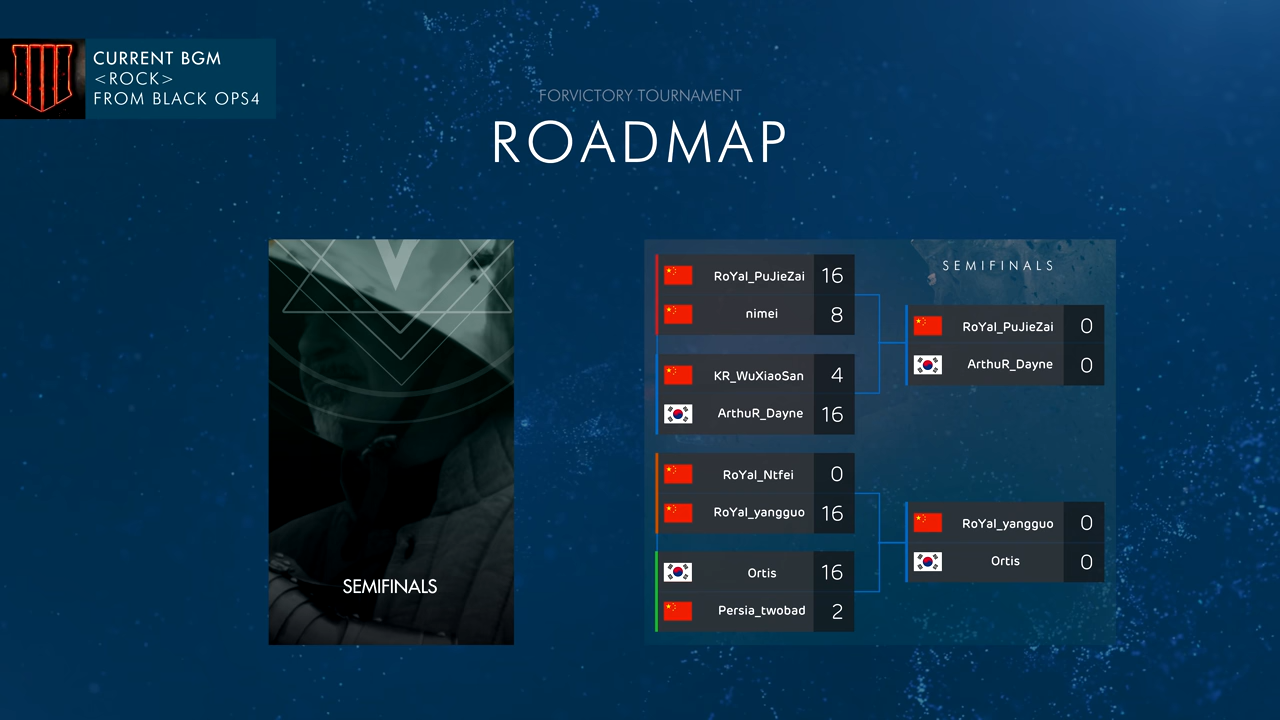 CURRENT BGM
<ROCK>
FROM BLACK OPS4
FORVICTORY TOURNAMENT
ROADMAP
SEMIFINALS
RoYal_PuJieZai 16
nimei 8
KR_WuXiaoSan 4
ArthuR_Dayne 16
RoYal_Ntfei 0
RoYal_yangguo 16
Ortis 16
Persia_twobad 2
SEMIFINALS
RoYal_PuJieZai 0
ArthuR_Dayne 0
RoYal_yangguo 0
Ortis 0